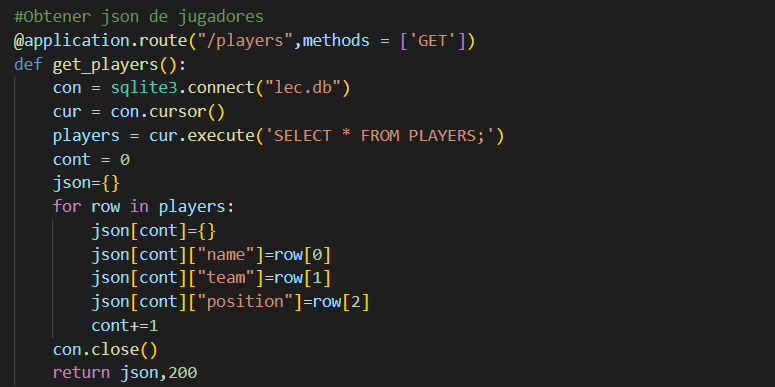 #Obtener json de jugadores
@application.route("/players",methods = ['GET'])
def get_players():
    con = sqlite3.connect("lec.db")
    cur = con.cursor()
    players = cur.execute('SELECT * FROM PLAYERS;')
    cont = 0
    json={}
    for row in players:
        json[cont]={}
        json[cont]["name"]=row[0]
        json[cont]["team"]=row[1]
        json[cont]["position"]=row[2]
        cont+=1
    con.close()
    return json,200